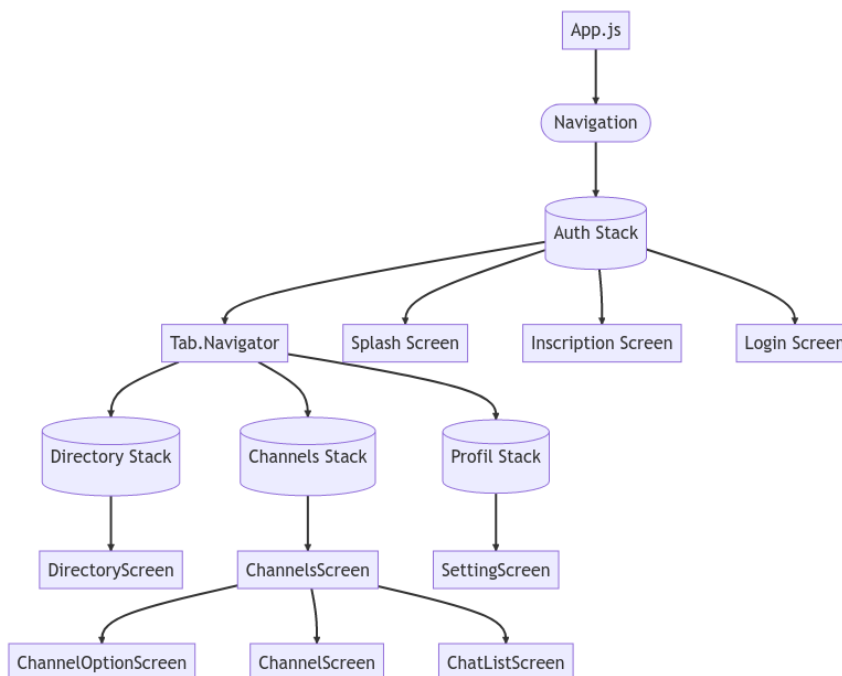 App.js
Navigation
Auth Stack
Tab.Navigator
Splash Screen
Inscription Screen
Login Screen
Directory Stack
Channels Stack
Profil Stack
DirectoryScreen
ChannelsScreen
SettingScreen
ChannelOptionScreen
ChannelScreen
ChatListScreen